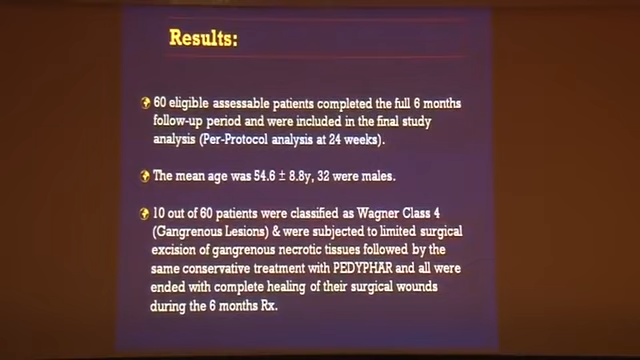 Results:
60 eligible assessable patients completed the full 6 months
follow-up period and were included in the final study
analysis (Per-Protocol analysis at 24 weeks).
The mean age was 54.6 ± 8.8y, 32 were males.
10 out of 60 patients were classified as Wagner Class 4
(Gangrenous Lesions) & were subjected to limited surgical
excision of gangrenous necrotic tissues followed by the
same conservative treatment with PEDYPHAR and all were
ended with complete healing of their surgical wounds
during the 6 months Rx.